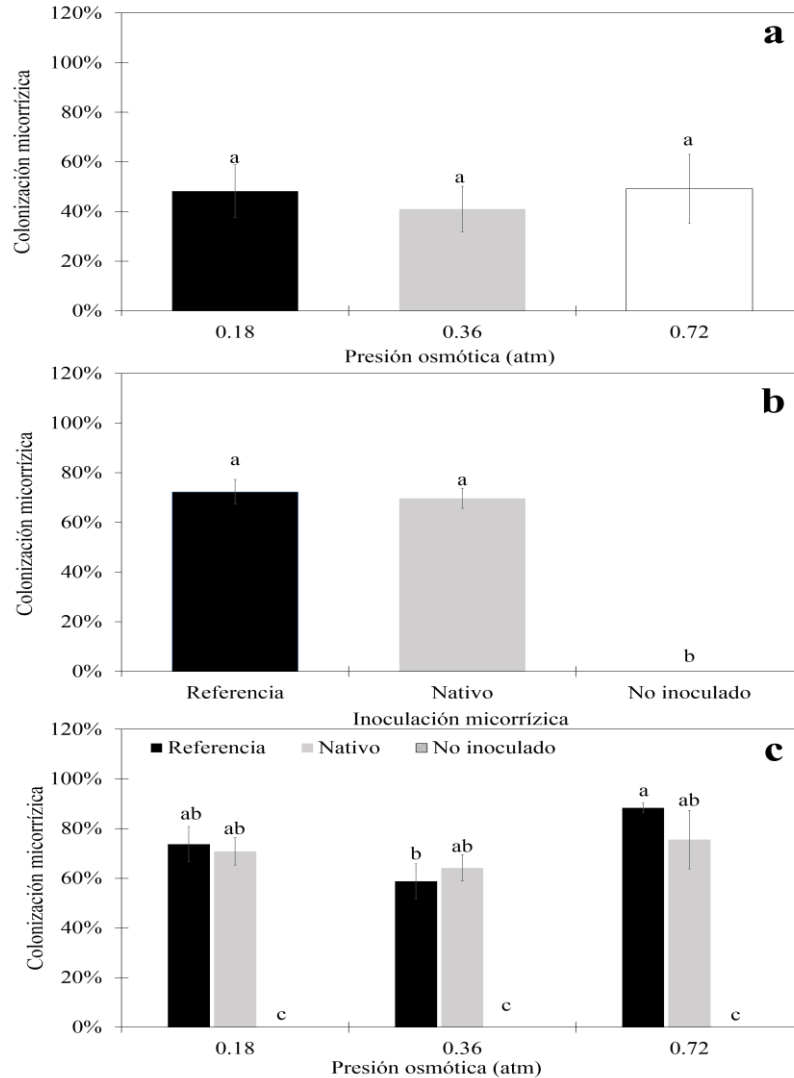 120%
a
100%
80%
60%
40%
20%
0%
Colonización micorrízica
a
a
a
0.18
0.36
0.72
Presión osmótica (atm)
120%
b
100%
80%
60%
40%
20%
0%
Colonización micorrízica
a
a
b
Referencia
Nativo
No inoculado
Inoculación micorrízica
120%
c
100%
80%
60%
40%
20%
0%
Colonización micorrízica
Referencia
Nativo
No inoculado
ab
ab
c
b
ab
c
a
ab
c
0.18
0.36
0.72
Presión osmótica (atm)